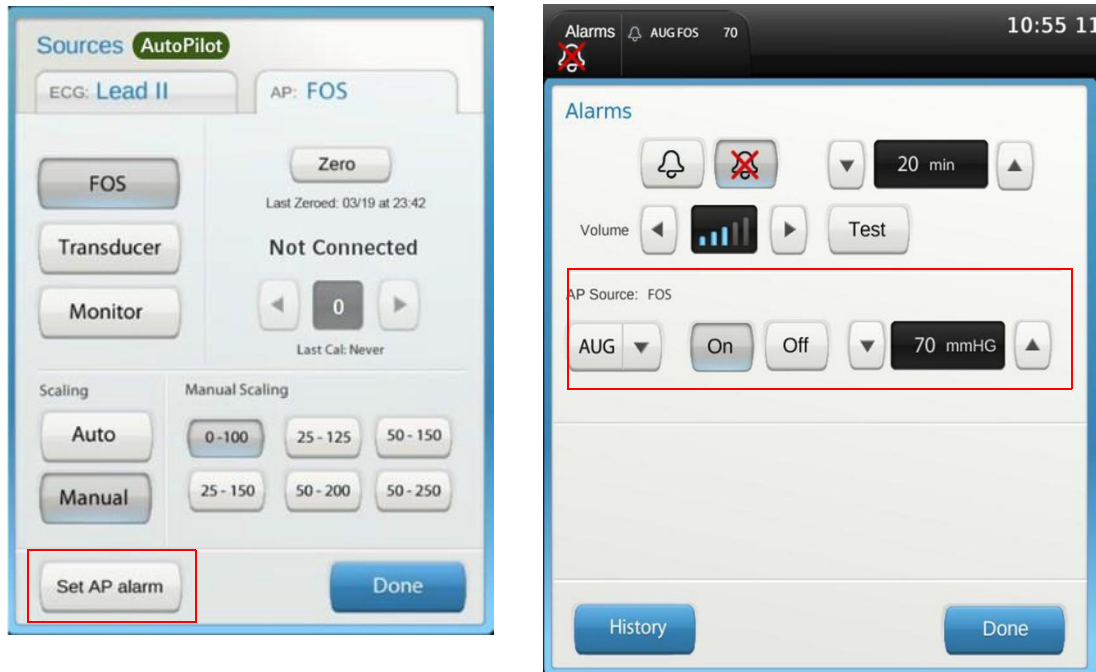 Sources AutoPilot
ECG: Lead II
AP: FOS
FOS
Transducer
Monitor
Zero
Last Zeroed: 03/19 at 23:42
Not Connected
0
Last Cal: Never
Scaling
Auto
Manual
Manual Scaling
0-100 25 - 125 50 - 150
25 - 150 50 - 200 50 - 250
Set AP alarm
Done
Alarms AUG FOS 70
10:55 11
Alarms
20 min
Volume
Test
AP Source: FOS
AUG On Off 70 mmHG
History
Done